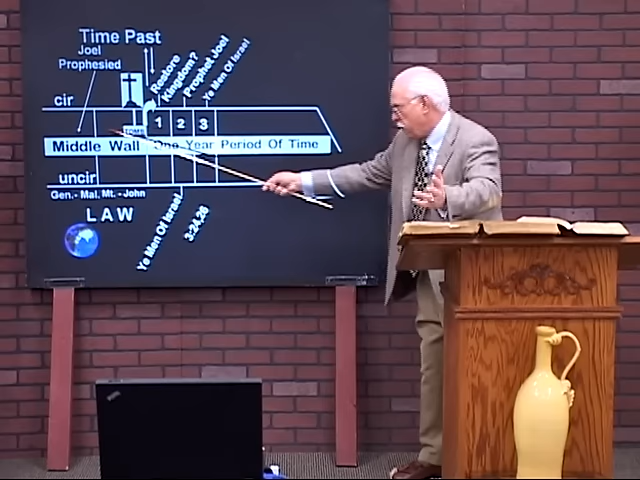 Time Past
Joel
Prophesied
Restore
Kingdom?
Prophet Joel
Ye Men Of Israel
cir
TOMB
1 2 3
Middle Wall One Year Period Of Time
uncir
Gen.- Mal. Mt. - John
LAW
Ye Men Of Israel
3:24,26